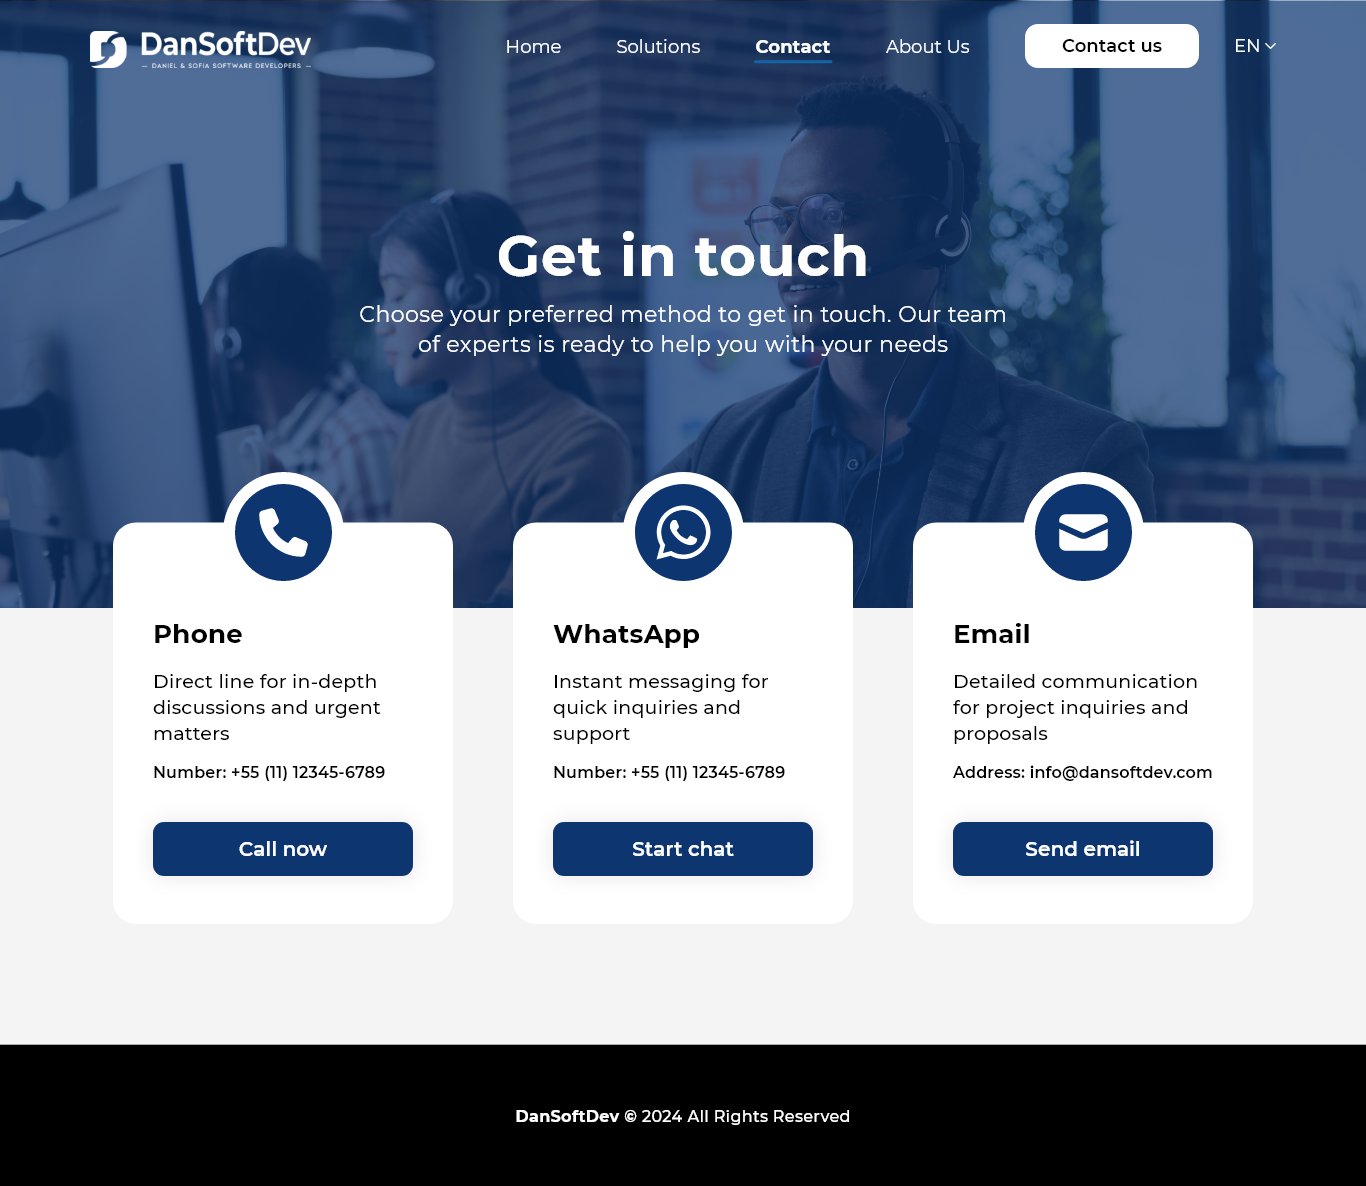 DanSoftDev
— DANIEL & SOFIA SOFTWARE DEVELOPERS —
Home
Solutions
Contact
About Us
Contact us
EN
Get in touch
Choose your preferred method to get in touch. Our team
of experts is ready to help you with your needs
Phone
Direct line for in-depth
discussions and urgent
matters
Number: +55 (11) 12345-6789
Call now
WhatsApp
Instant messaging for
quick inquiries and
support
Number: +55 (11) 12345-6789
Start chat
Email
Detailed communication
for project inquiries and
proposals
Address: info@dansoftdev.com
Send email
DanSoftDev © 2024 All Rights Reserved